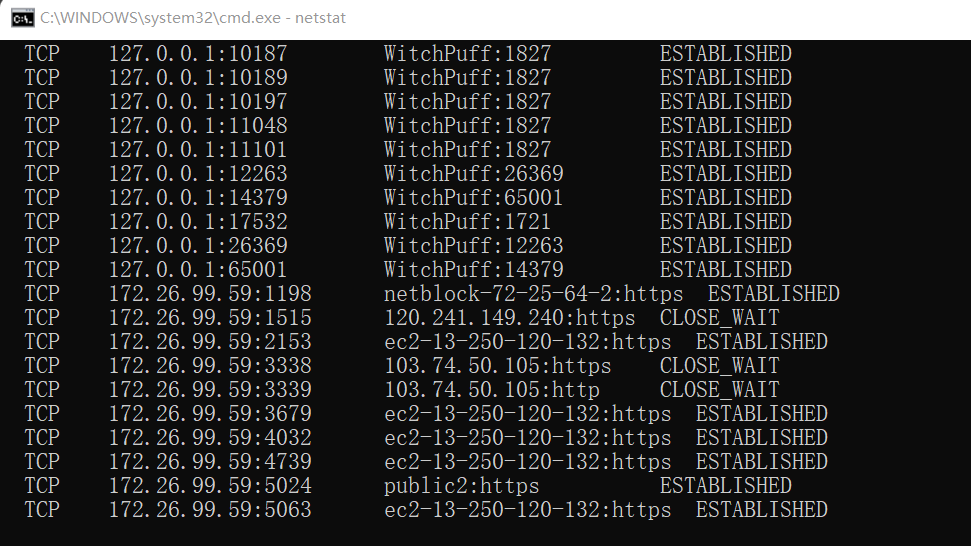 C:\WINDOWS\system32\cmd.exe - netstat
TCP 127.0.0.1:10187 WitchPuff:1827 ESTABLISHED
TCP 127.0.0.1:10189 WitchPuff:1827 ESTABLISHED
TCP 127.0.0.1:10197 WitchPuff:1827 ESTABLISHED
TCP 127.0.0.1:11048 WitchPuff:1827 ESTABLISHED
TCP 127.0.0.1:11101 WitchPuff:1827 ESTABLISHED
TCP 127.0.0.1:12263 WitchPuff:26369 ESTABLISHED
TCP 127.0.0.1:14379 WitchPuff:65001 ESTABLISHED
TCP 127.0.0.1:17532 WitchPuff:1721 ESTABLISHED
TCP 127.0.0.1:26369 WitchPuff:12263 ESTABLISHED
TCP 127.0.0.1:65001 WitchPuff:14379 ESTABLISHED
TCP 172.26.99.59:1198 netblock-72-25-64-2:https ESTABLISHED
TCP 172.26.99.59:1515 120.241.149.240:https CLOSE_WAIT
TCP 172.26.99.59:2153 ec2-13-250-120-132:https ESTABLISHED
TCP 172.26.99.59:3338 103.74.50.105:https CLOSE_WAIT
TCP 172.26.99.59:3339 103.74.50.105:http CLOSE_WAIT
TCP 172.26.99.59:3679 ec2-13-250-120-132:https ESTABLISHED
TCP 172.26.99.59:4032 ec2-13-250-120-132:https ESTABLISHED
TCP 172.26.99.59:4739 ec2-13-250-120-132:https ESTABLISHED
TCP 172.26.99.59:5024 public2:https ESTABLISHED
TCP 172.26.99.59:5063 ec2-13-250-120-132:https ESTABLISHED